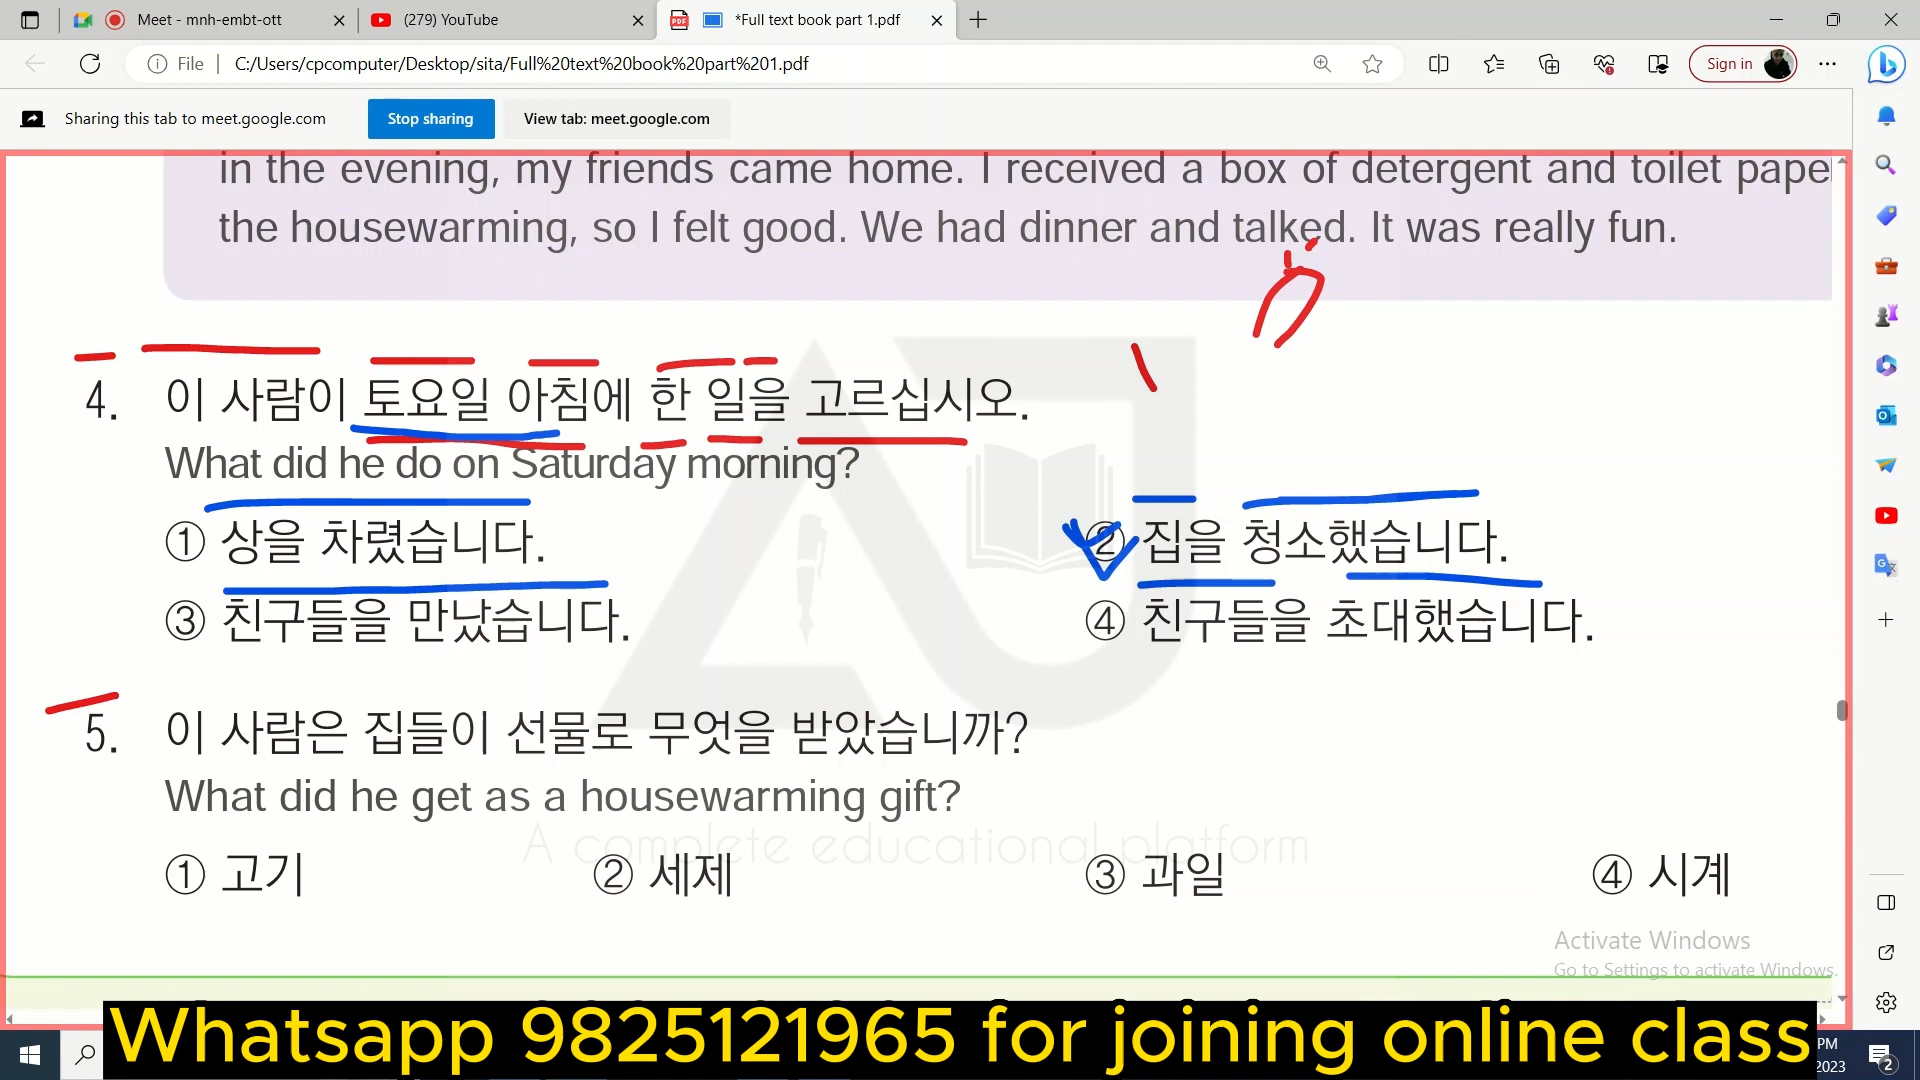 Meet - mnh-embt-ott
(279) YouTube
*Full text book part 1.pdf
File
C:/Users/cpcomputer/Desktop/sita/Full%20text%20book%20part%201.pdf
Sign in
Sharing this tab to meet.google.com
Stop sharing
View tab: meet.google.com
in the evening, my friends came home. I received a box of detergent and toilet pape
the housewarming, so I felt good. We had dinner and talked. It was really fun.
4. 이 사람이 토요일 아침에 한 일을 고르십시오.
What did he do on Saturday morning?
① 상을 차렸습니다.
② 집을 청소했습니다.
③ 친구들을 만났습니다.
④ 친구들을 초대했습니다.
5. 이 사람은 집들이 선물로 무엇을 받았습니까?
What did he get as a housewarming gift?
A complete educational platform
① 고기
② 세제
③ 과일
④ 시계
Activate Windows
Go to Settings to activate Windows.
Whatsapp 9825121965 for joining online class
PM
2023
2